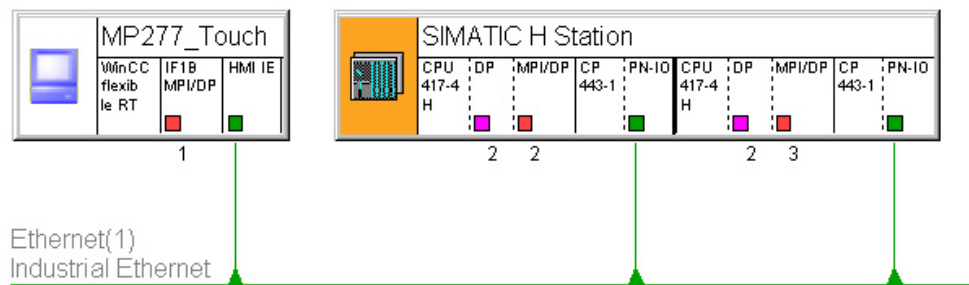 MP277_Touch
WinCC
flexib
le RT
IF1B
MPI/DP
HMI IE
1
SIMATIC H Station
CPU
417-4
H
DP
MPI/DP
CP
443-1
PN-IO
CPU
417-4
H
DP
MPI/DP
CP
443-1
PN-IO
2
2
2
3
Ethernet(1)
Industrial Ethernet